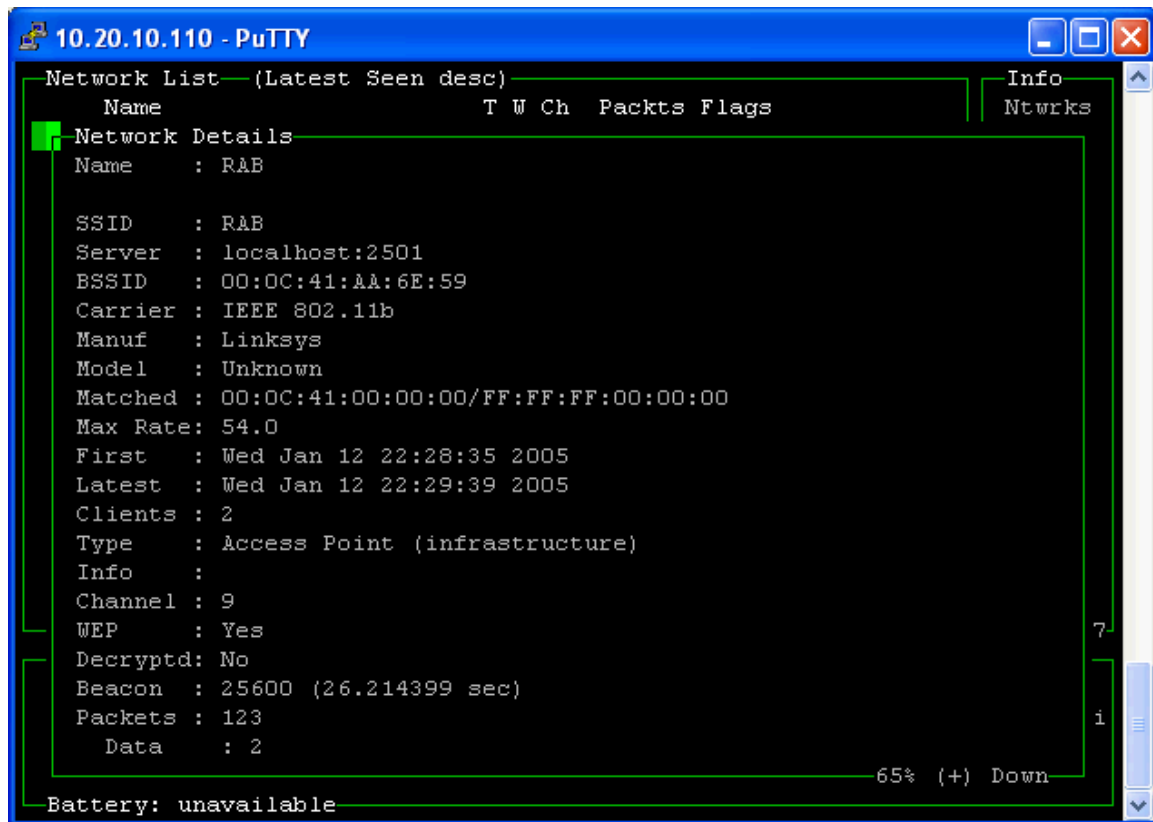 10.20.10.110 - PuTTY
Network List (Latest Seen desc) Info
Name T W Ch Packts Flags Ntwrks
Network Details
Name : RAB
SSID : RAB
Server : localhost:2501
BSSID : 00:0C:41:AA:6E:59
Carrier : IEEE 802.11b
Manuf : Linksys
Model : Unknown
Matched : 00:0C:41:00:00:00/FF:FF:FF:00:00:00
Max Rate: 54.0
First : Wed Jan 12 22:28:35 2005
Latest : Wed Jan 12 22:29:39 2005
Clients : 2
Type : Access Point (infrastructure)
Info :
Channel : 9
WEP : Yes 7
Decryptd: No
Beacon : 25600 (26.214399 sec)
Packets : 123 i
Data : 2
65% (+) Down
Battery: unavailable